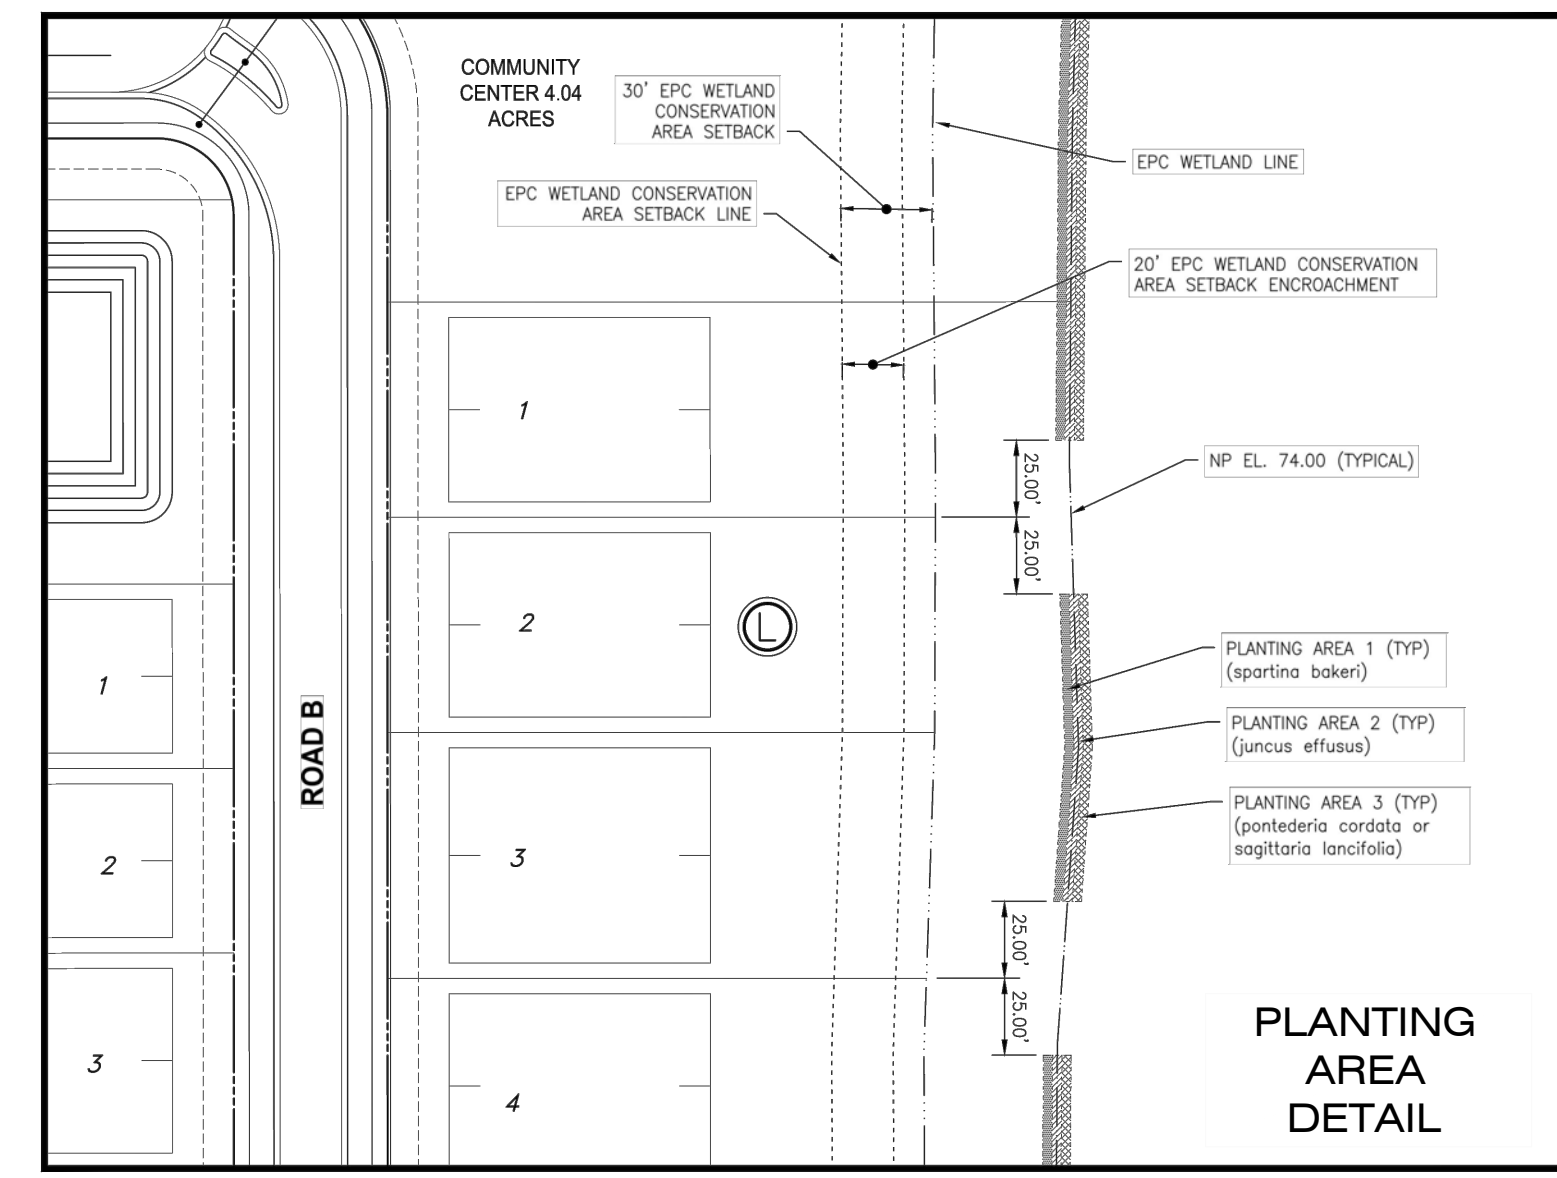 COMMUNITY
CENTER 4.04
ACRES
30' EPC WETLAND
CONSERVATION
AREA SETBACK
EPC WETLAND LINE
EPC WETLAND CONSERVATION
AREA SETBACK LINE
20' EPC WETLAND CONSERVATION
AREA SETBACK ENCROACHMENT
1
25.00'
NP EL. 74.00 (TYPICAL)
25.00'
2
L
PLANTING AREA 1 (TYP)
(spartina bakeri)
1
PLANTING AREA 2 (TYP)
(juncus effusus)
ROAD B
PLANTING AREA 3 (TYP)
(pontederia cordata or
sagittaria lancifolia)
3
2
25.00'
25.00'
3
4
PLANTING
AREA
DETAIL